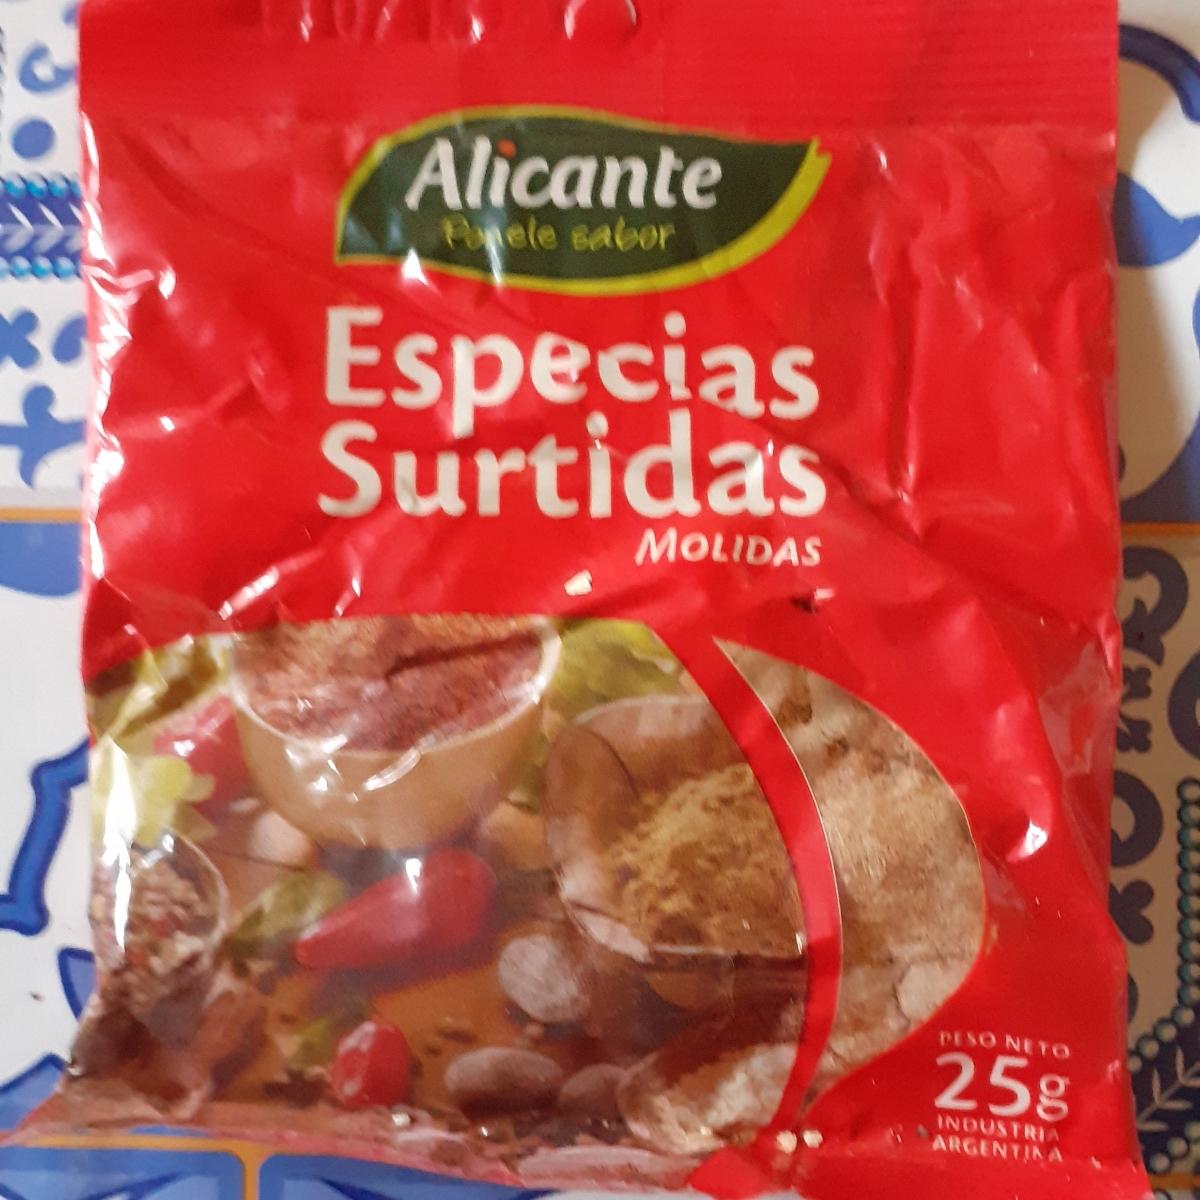 Alicante
Ponele sabor
Especias
Surtidas
MOLIDAS
PESO NETO
25g
INDUSTRIA
ARGENTINA